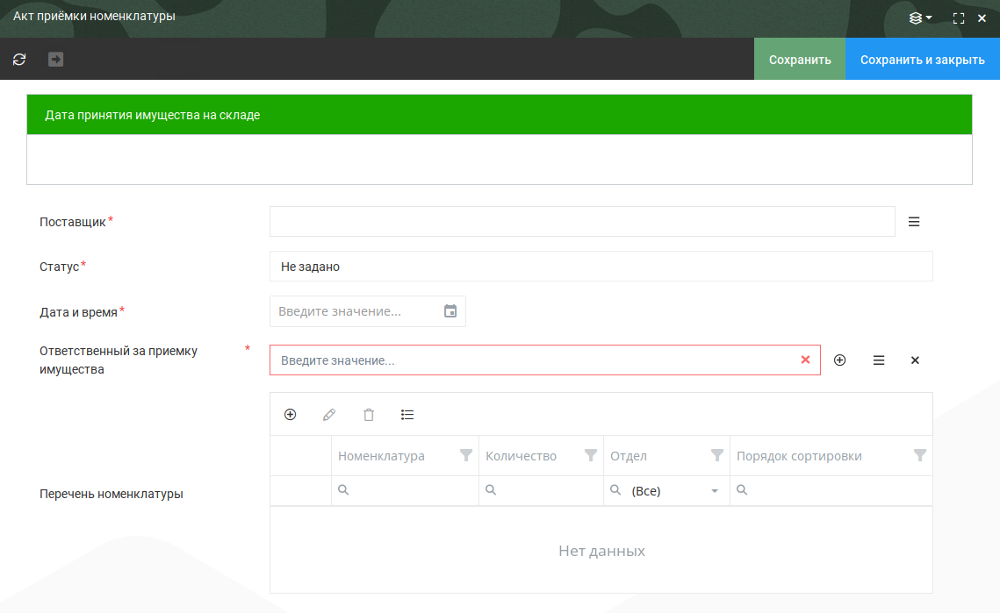 Акт приёмки номенклатуры
Сохранить
Сохранить и закрыть
Дата принятия имущества на складе
Поставщик *
Статус *
Не задано
Дата и время *
Введите значение...
Ответственный за приемку *
имущества
Введите значение...
Номенклатура
Количество
Отдел
Порядок сортировки
Перечень номенклатуры
(Все)
Нет данных